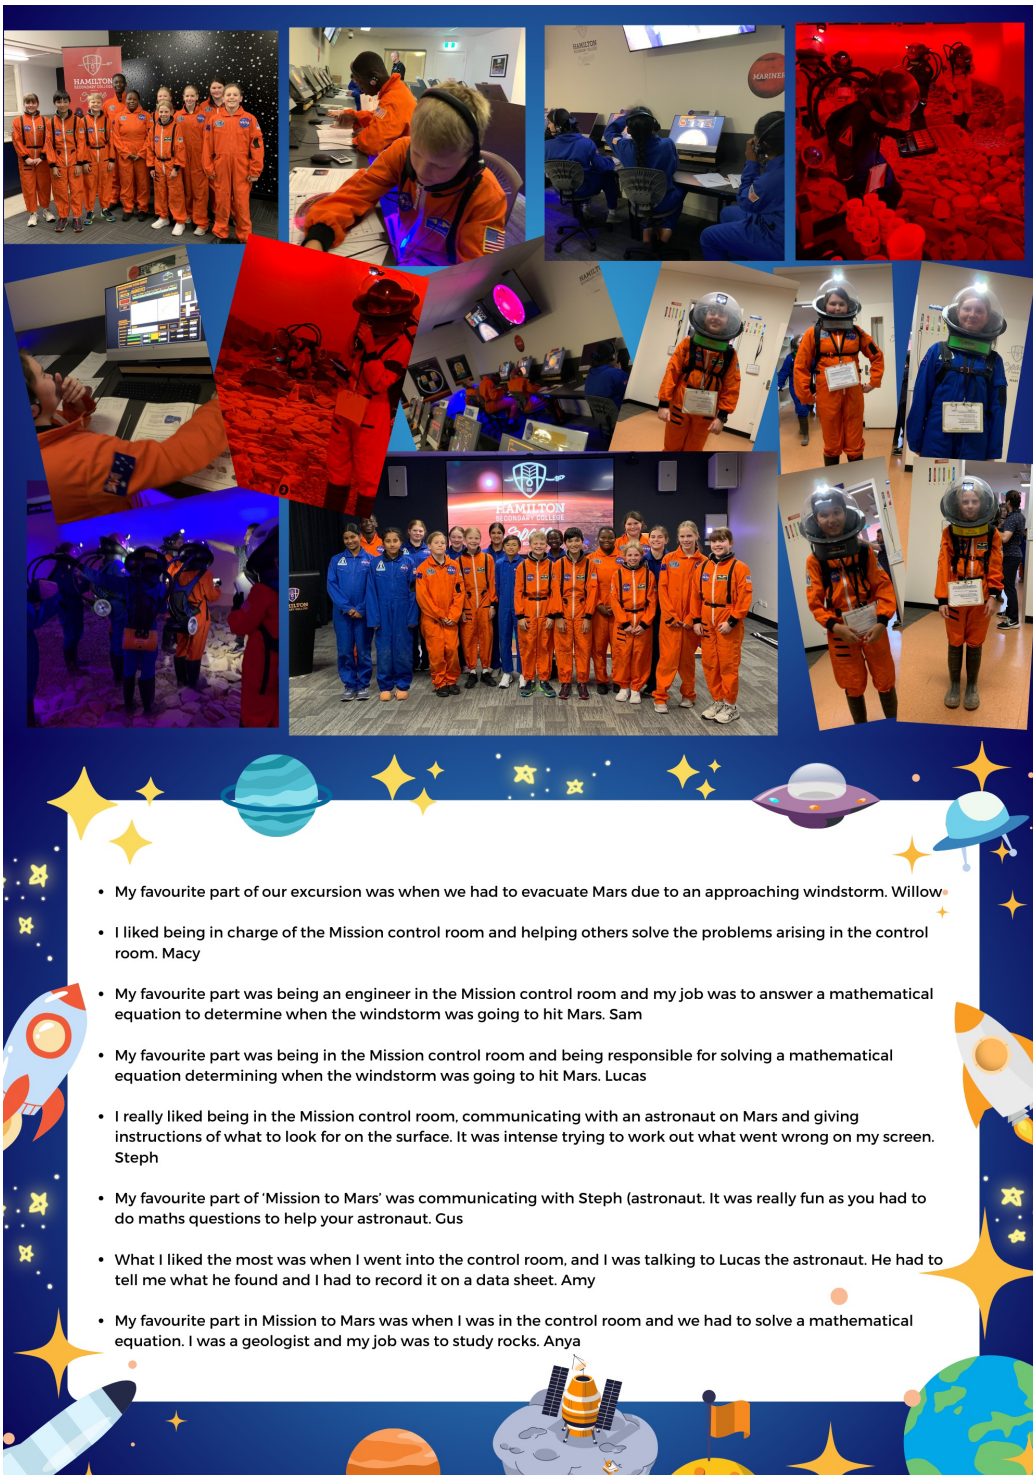 HAMILTON
SECONDARY COLLEGE
MARINER
HAMILTON
SECONDARY COLLEGE
HAMILTON
• My favourite part of our excursion was when we had to evacuate Mars due to an approaching windstorm. Willow
• I liked being in charge of the Mission control room and helping others solve the problems arising in the control
room. Macy
• My favourite part was being an engineer in the Mission control room and my job was to answer a mathematical
equation to determine when the windstorm was going to hit Mars. Sam
• My favourite part was being in the Mission control room and being responsible for solving a mathematical
equation determining when the windstorm was going to hit Mars. Lucas
• I really liked being in the Mission control room, communicating with an astronaut on Mars and giving
instructions of what to look for on the surface. It was intense trying to work out what went wrong on my screen.
Steph
• My favourite part of ‘Mission to Mars’ was communicating with Steph (astronaut. It was really fun as you had to
do maths questions to help your astronaut. Gus
• What I liked the most was when I went into the control room, and I was talking to Lucas the astronaut. He had to
tell me what he found and I had to record it on a data sheet. Amy
• My favourite part in Mission to Mars was when I was in the control room and we had to solve a mathematical
equation. I was a geologist and my job was to study rocks. Anya